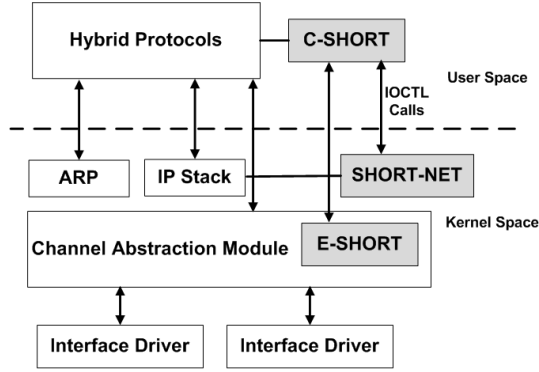 Hybrid Protocols
C-SHORT
User Space
IOCTL
Calls
ARP
IP Stack
SHORT-NET
Kernel Space
Channel Abstraction Module
E-SHORT
Interface Driver
Interface Driver